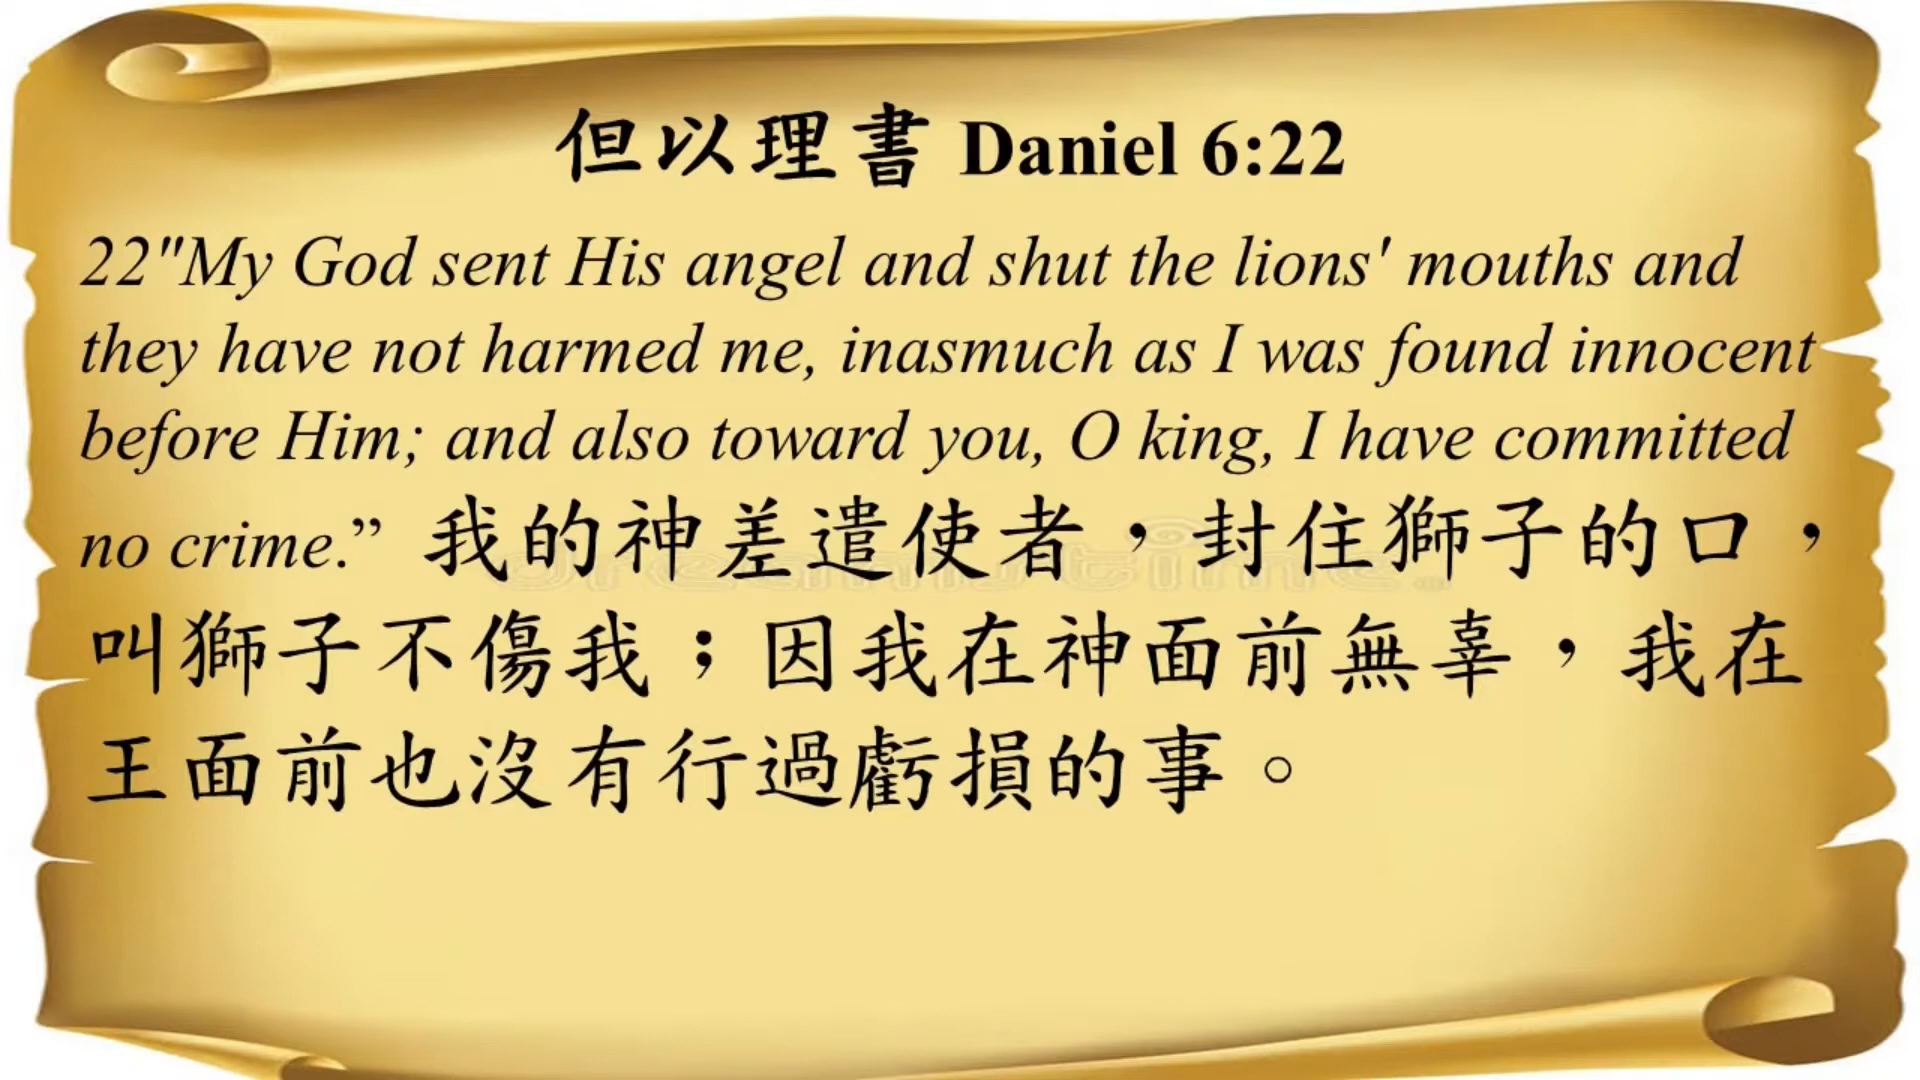 但以理書 Daniel 6:22
22"My God sent His angel and shut the lions' mouths and
they have not harmed me, inasmuch as I was found innocent
before Him; and also toward you, O king, I have committed
no crime.” 我的神差遣使者，封住獅子的口，
叫獅子不傷我；因我在神面前無辜，我在
王面前也沒有行過虧損的事。